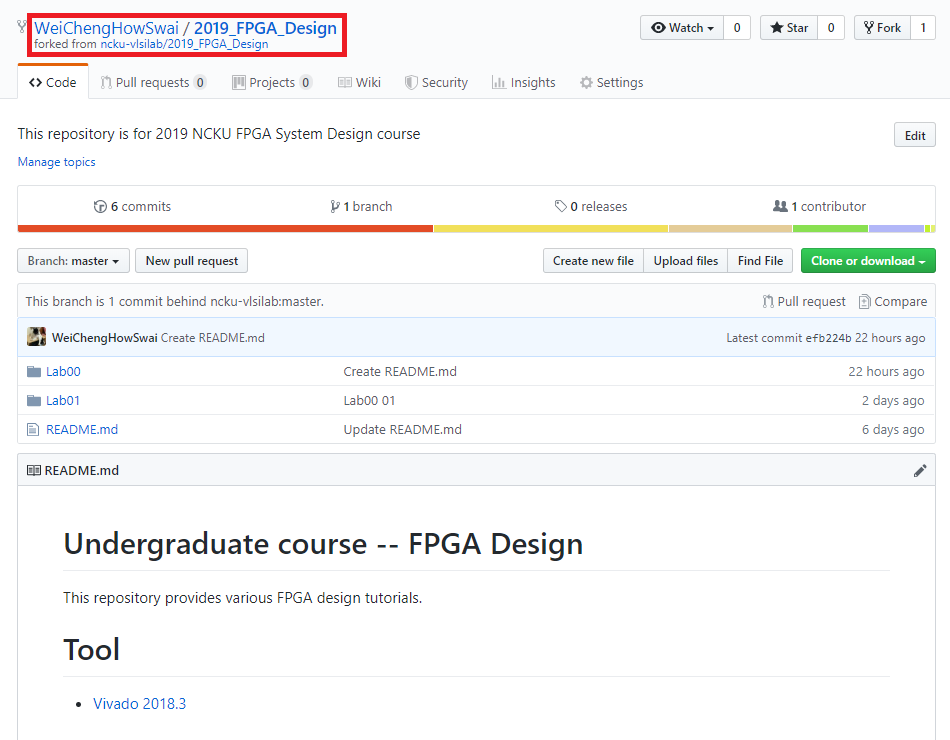 WeiChengHowSwai / 2019_FPGA_Design
forked from ncku-vlsilab/2019_FPGA_Design
Watch 0 Star 0 Fork 1
Code Pull requests 0 Projects 0 Wiki Security Insights Settings
This repository is for 2019 NCKU FPGA System Design course
Edit
Manage topics
6 commits 1 branch 0 releases 1 contributor
Branch: master New pull request Create new file Upload files Find File Clone or download
This branch is 1 commit behind ncku-vlsilab:master. Pull request Compare
WeiChengHowSwai Create README.md Latest commit efb224b 22 hours ago
Lab00 Create README.md 22 hours ago
Lab01 Lab00 01 2 days ago
README.md Update README.md 6 days ago
README.md
Undergraduate course -- FPGA Design
This repository provides various FPGA design tutorials.
Tool
• Vivado 2018.3